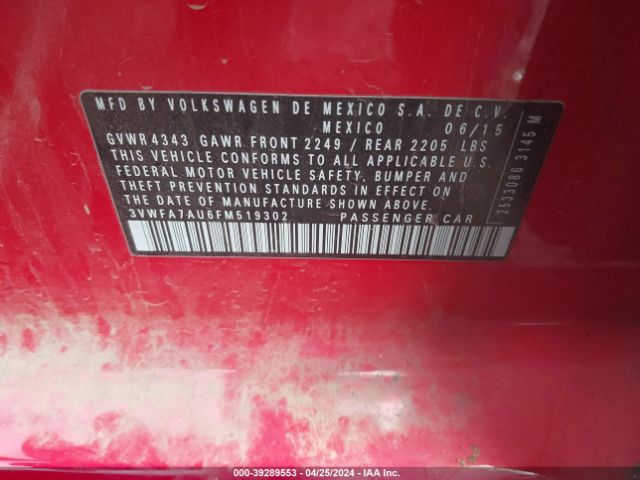 MFD BY VOLKSWAGEN DE MEXICO S.A. DE C.V.
MEXICO 06/15
GVWR 4343 GAWR FRONT 2249 / REAR 2205 LBS
THIS VEHICLE CONFORMS TO ALL APPLICABLE U.S.
FEDERAL MOTOR VEHICLE SAFETY, BUMPER AND
THEFT PREVENTION STANDARDS IN EFFECT ON
THE DATE OF MANUFACTURE SHOWN ABOVE.
3VWFA7AU6FM519302 PASSENGER CAR
2533086 3145 M
000-39289553 / 04/25/2024 / IAA Inc.